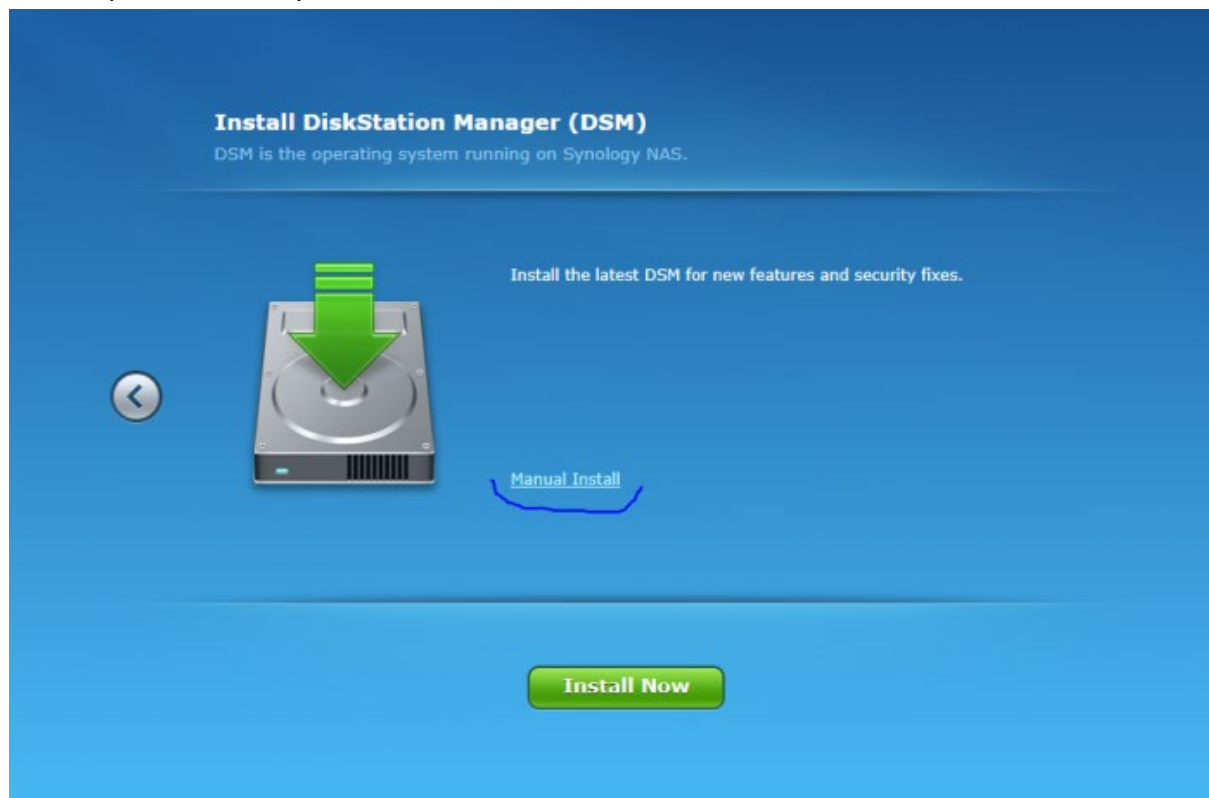 Install DiskStation Manager (DSM)
DSM is the operating system running on Synology NAS.
Install the latest DSM for new features and security fixes.
Manual Install
Install Now